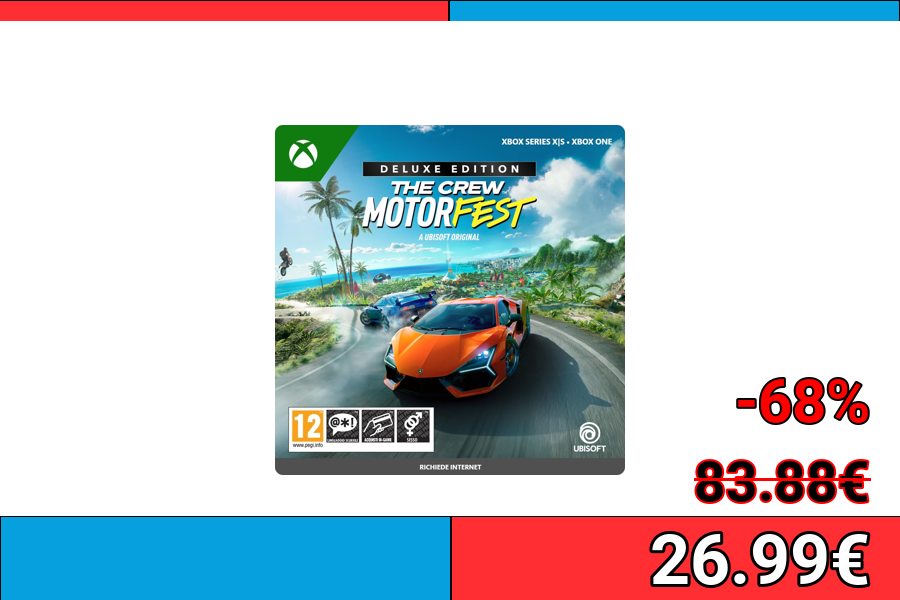 XBOX SERIES X|S • XBOX ONE
DELUXE EDITION
THE CREW
MOTORFEST
A UBISOFT ORIGINAL
12
www.pegi.info
@*!
ACQUISTI IN-GAME
SESSO
UBISOFT
RICHIEDE INTERNET
-68%
83.88€
26.99€